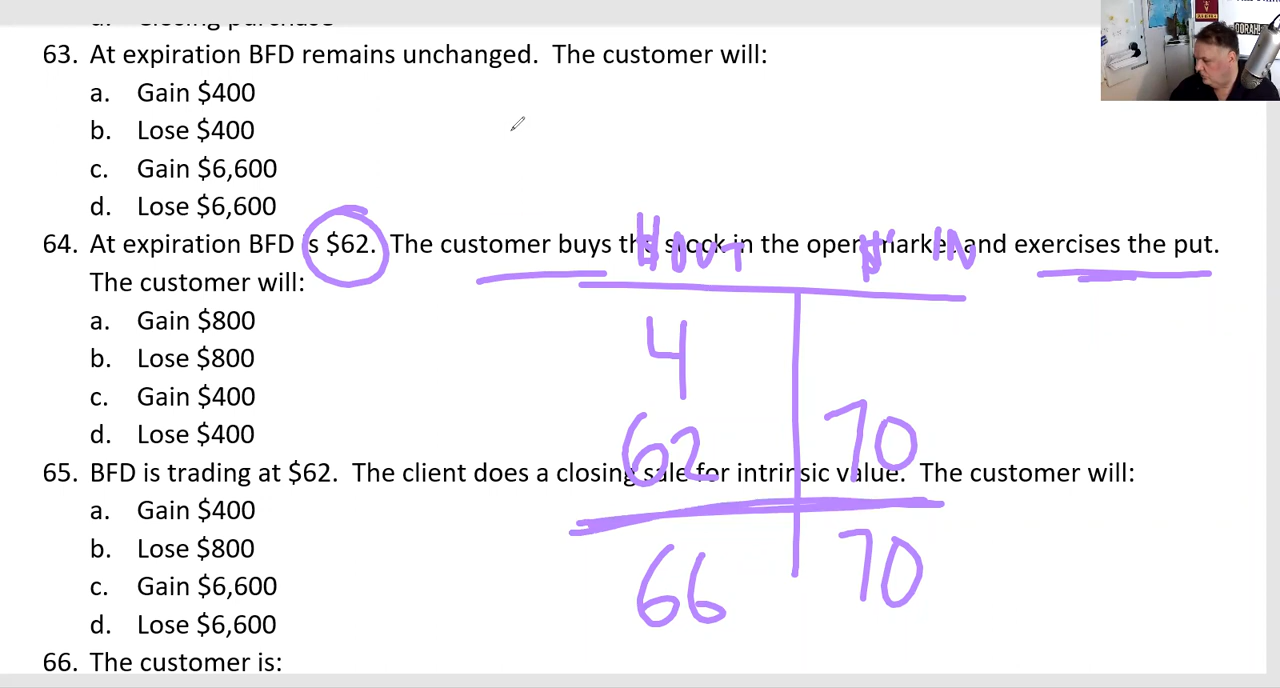 63. At expiration BFD remains unchanged. The customer will:
a. Gain $400
b. Lose $400
c. Gain $6,600
d. Lose $6,600
64. At expiration BFD is $62. The customer buys the stock in the open market and exercises the put.
The customer will:
a. Gain $800
b. Lose $800
c. Gain $400
d. Lose $400
65. BFD is trading at $62. The client does a closing sale for intrinsic value. The customer will:
a. Gain $400
b. Lose $800
c. Gain $6,600
d. Lose $6,600
66. The customer is:
$ OUT $ IN
4
62 70
66 70
OORAH!